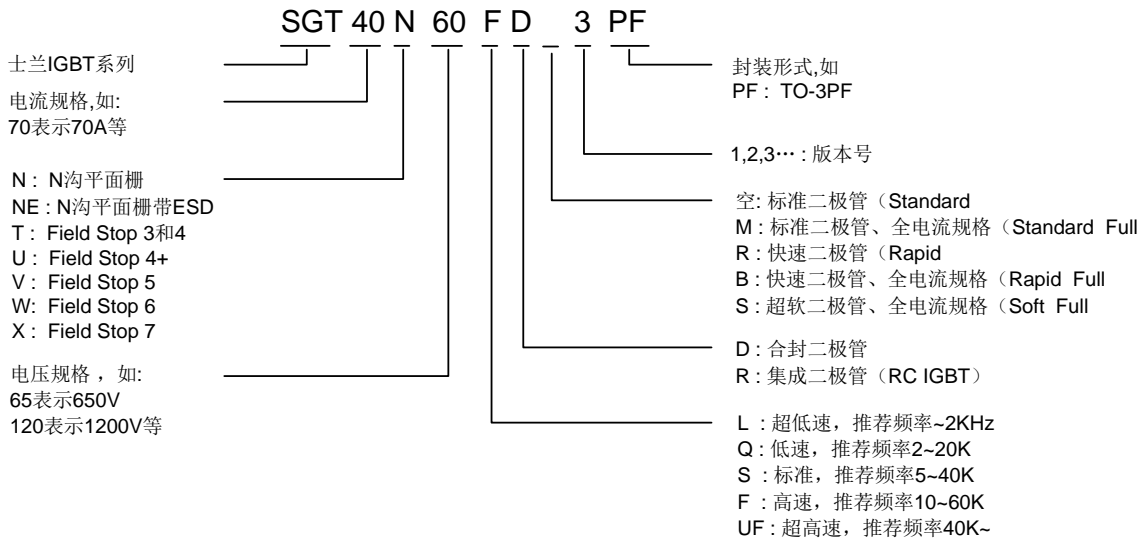 SGT 40 N 60 F D _ 3 PF
士兰IGBT系列
电流规格,如:
70表示70A等
N : N沟平面栅
NE : N沟平面栅带ESD
T : Field Stop 3和4
U : Field Stop 4+
V : Field Stop 5
W: Field Stop 6
X : Field Stop 7
电压规格 ，如:
65表示650V
120表示1200V等
封装形式,如
PF : TO-3PF
1,2,3… : 版本号
空: 标准二极管（Standard
M : 标准二极管、全电流规格（Standard Full
R : 快速二极管（Rapid
B : 快速二极管、全电流规格（Rapid Full
S : 超软二极管、全电流规格（Soft Full
D : 合封二极管
R : 集成二极管（RC IGBT）
L : 超低速，推荐频率~2KHz
Q : 低速，推荐频率2~20K
S : 标准，推荐频率5~40K
F : 高速，推荐频率10~60K
UF : 超高速，推荐频率40K~